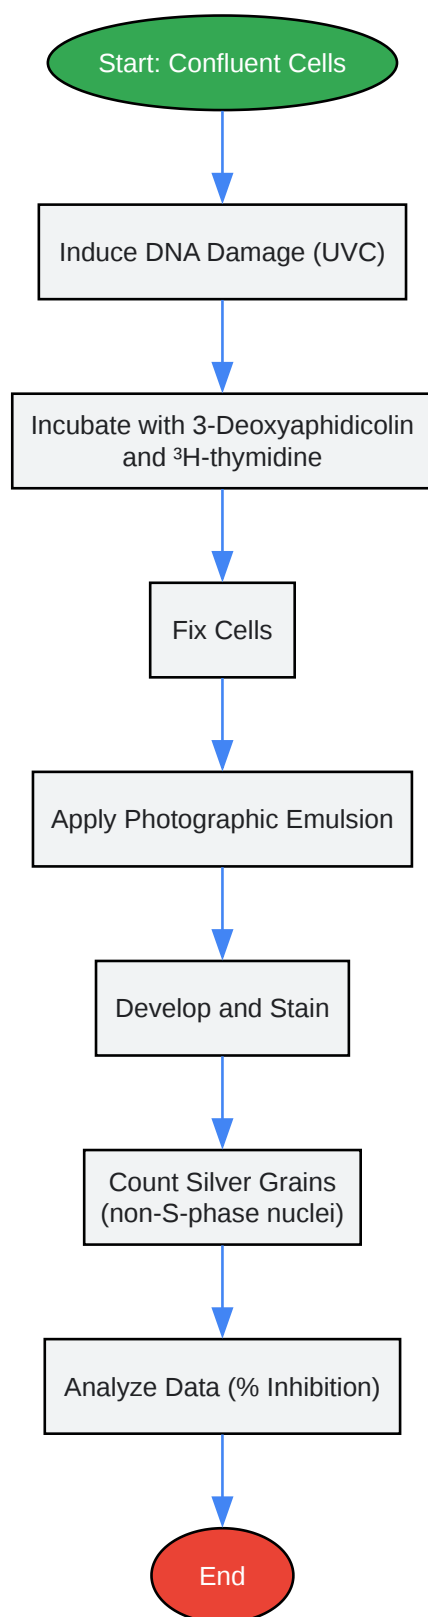 Start: Confluent Cells
Induce DNA Damage (UVC)
Incubate with 3-Deoxyaphidicolin
and ³H-thymidine
Fix Cells
Apply Photographic Emulsion
Develop and Stain
Count Silver Grains
(non-S-phase nuclei)
Analyze Data (% Inhibition)
End